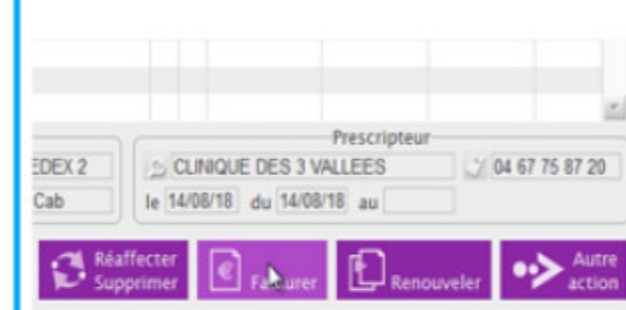 Prescripteur
EDEX 2 CLINIQUE DES 3 VALLEES 04 67 75 87 20
Cab le 14/08/18 du 14/08/18 au
Réaffecter Supprimer
Facturer
Renouveler
Autre action